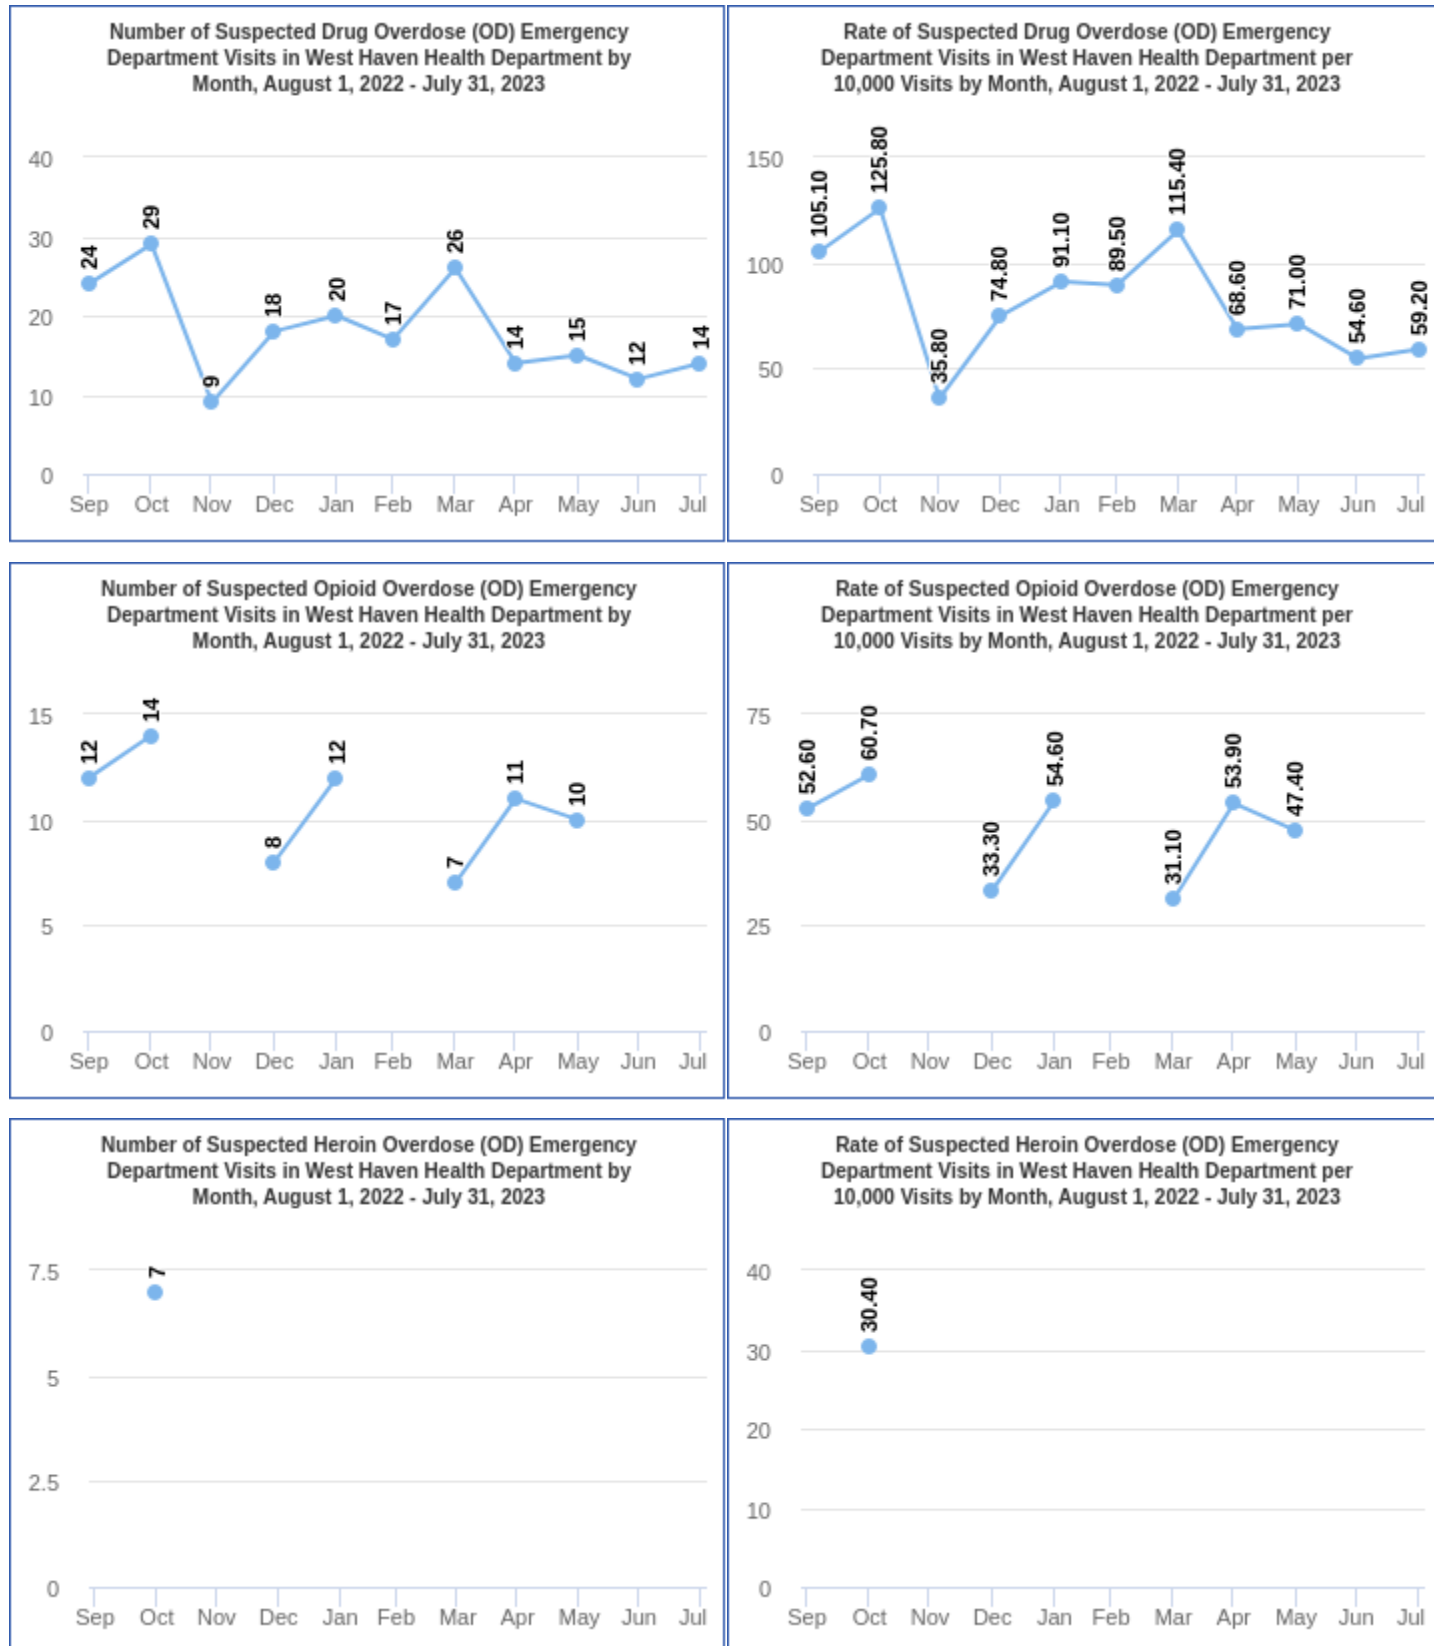 Number of Suspected Drug Overdose (OD) Emergency
Department Visits in West Haven Health Department by
Month, August 1, 2022 - July 31, 2023
40
30
20
10
0
24
29
9
18
20
17
26
14
15
12
14
Sep Oct Nov Dec Jan Feb Mar Apr May Jun Jul
Rate of Suspected Drug Overdose (OD) Emergency
Department Visits in West Haven Health Department per
10,000 Visits by Month, August 1, 2022 - July 31, 2023
150
100
50
0
105.10
125.80
35.80
74.80
91.10
89.50
115.40
68.60
71.00
54.60
59.20
Sep Oct Nov Dec Jan Feb Mar Apr May Jun Jul
Number of Suspected Opioid Overdose (OD) Emergency
Department Visits in West Haven Health Department by
Month, August 1, 2022 - July 31, 2023
15
10
5
0
12
14
8
12
7
11
10
Sep Oct Nov Dec Jan Feb Mar Apr May Jun Jul
Rate of Suspected Opioid Overdose (OD) Emergency
Department Visits in West Haven Health Department per
10,000 Visits by Month, August 1, 2022 - July 31, 2023
75
50
25
0
52.60
60.70
33.30
54.60
31.10
53.90
47.40
Sep Oct Nov Dec Jan Feb Mar Apr May Jun Jul
Number of Suspected Heroin Overdose (OD) Emergency
Department Visits in West Haven Health Department by
Month, August 1, 2022 - July 31, 2023
7.5
5
2.5
0
7
Sep Oct Nov Dec Jan Feb Mar Apr May Jun Jul
Rate of Suspected Heroin Overdose (OD) Emergency
Department Visits in West Haven Health Department per
10,000 Visits by Month, August 1, 2022 - July 31, 2023
40
30
20
10
0
30.40
Sep Oct Nov Dec Jan Feb Mar Apr May Jun Jul